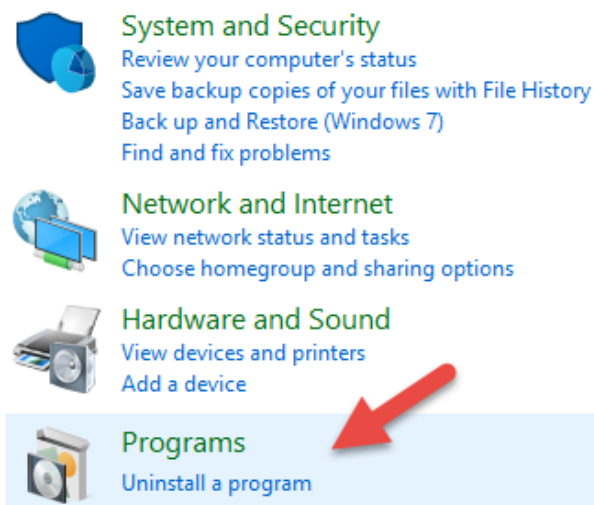 System and Security
Review your computer's status
Save backup copies of your files with File History
Back up and Restore (Windows 7)
Find and fix problems
Network and Internet
View network status and tasks
Choose homegroup and sharing options
Hardware and Sound
View devices and printers
Add a device
Programs
Uninstall a program